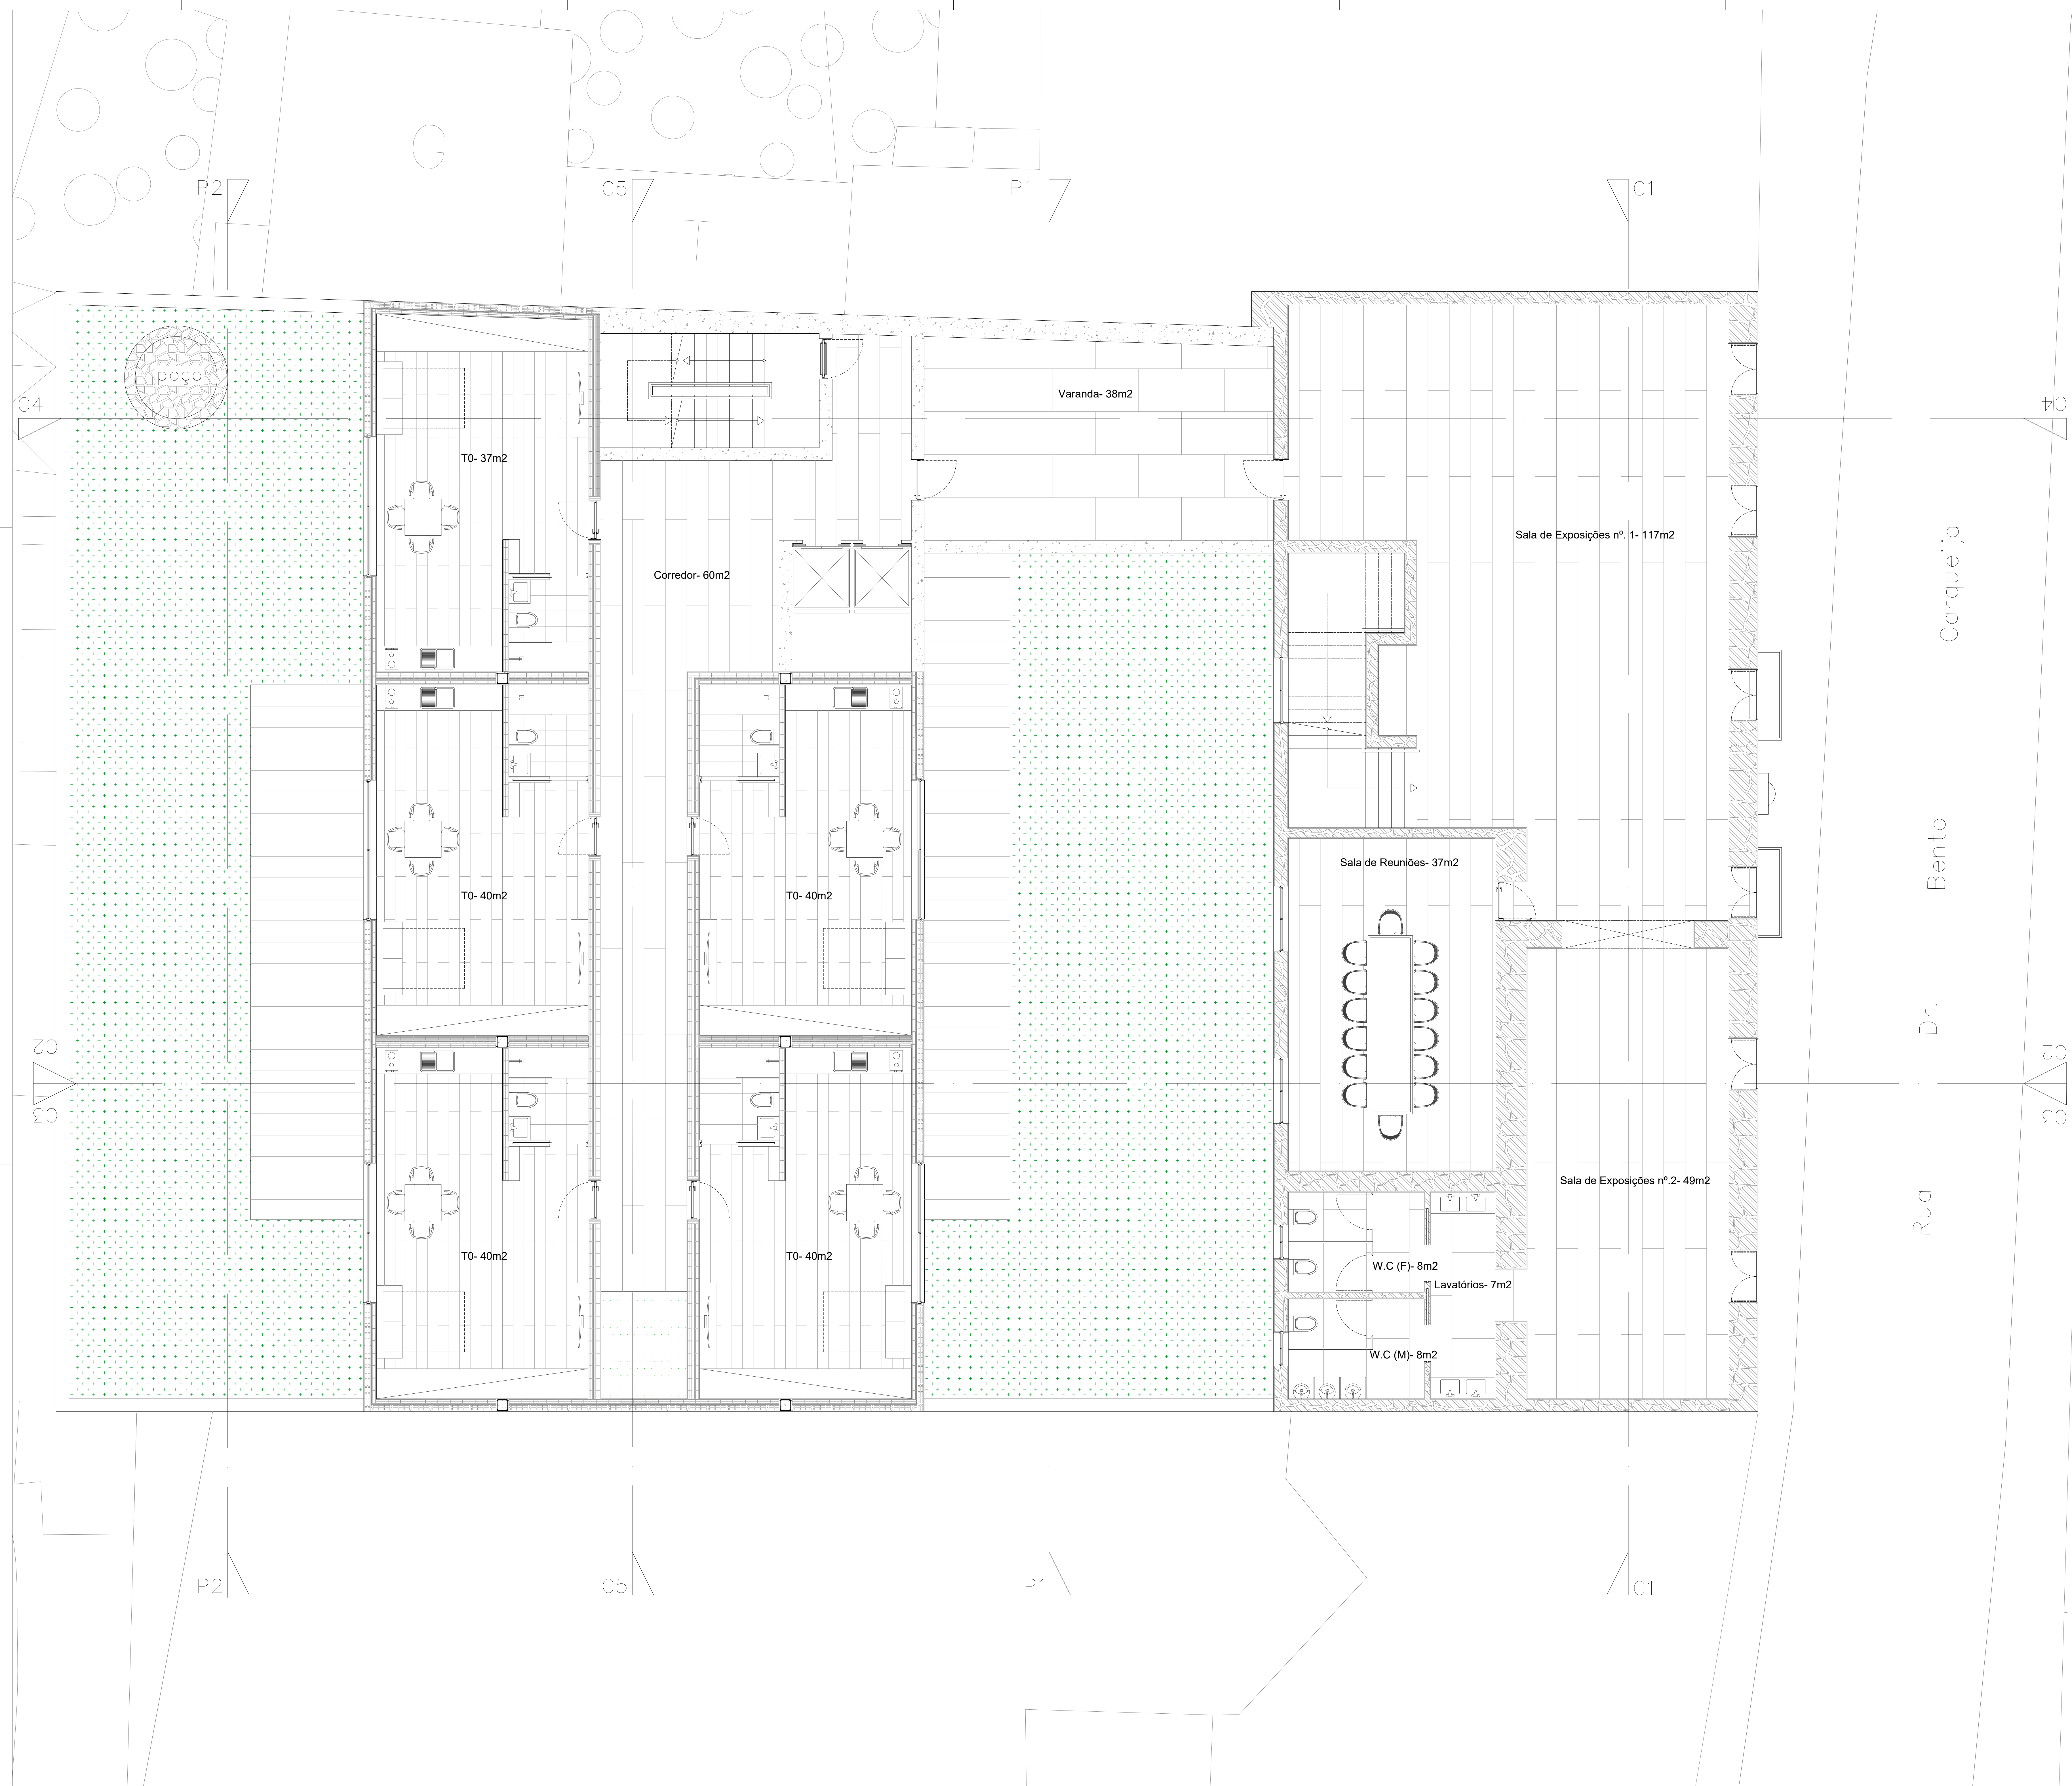 G
T
T
P2
C5
P1
C1
poço
C4
C4
Varanda- 38m2
T0- 37m2
Sala de Exposições nº. 1- 117m2
Corredor- 60m2
Sala de Reuniões- 37m2
T0- 40m2
T0- 40m2
C2
C3
C2
C3
Sala de Exposições nº.2- 49m2
T0- 40m2
T0- 40m2
W.C (F)- 8m2
Lavatórios- 7m2
W.C (M)- 8m2
Rua Dr. Bento Carqueija
P2
C5
P1
C1